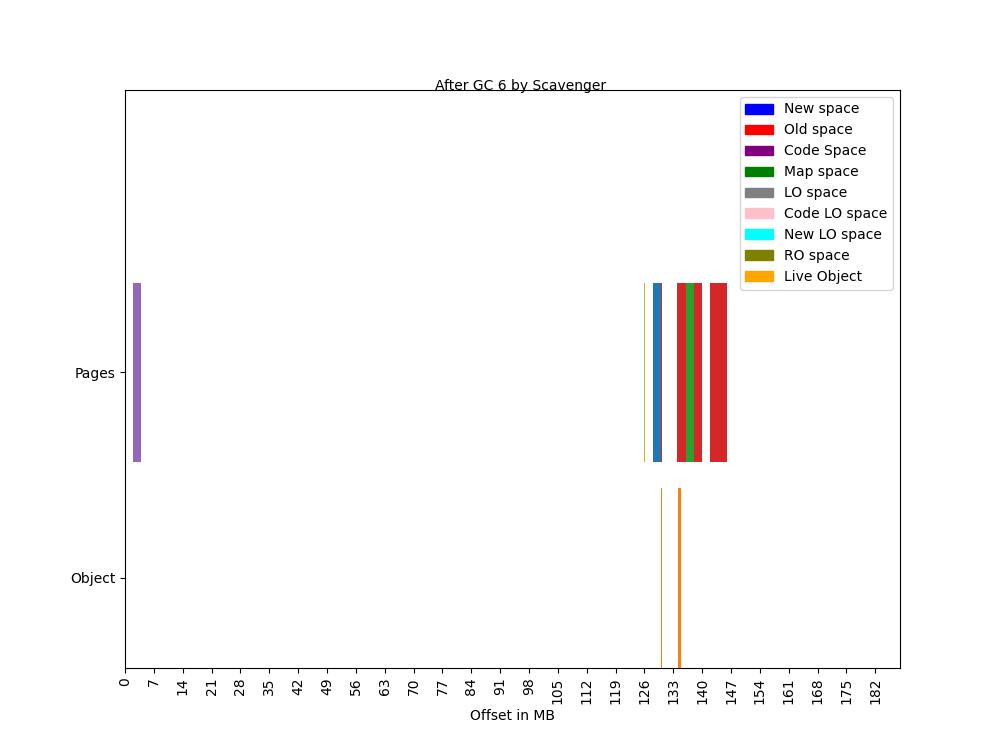 After GC 6 by Scavenger
New space
Old space
Code Space
Map space
LO space
Code LO space
New LO space
RO space
Live Object
Pages
Object
0 7 14 21 28 35 42 49 56 63 70 77 84 91 98 105 112 119 126 133 140 147 154 161 168 175 182
Offset in MB